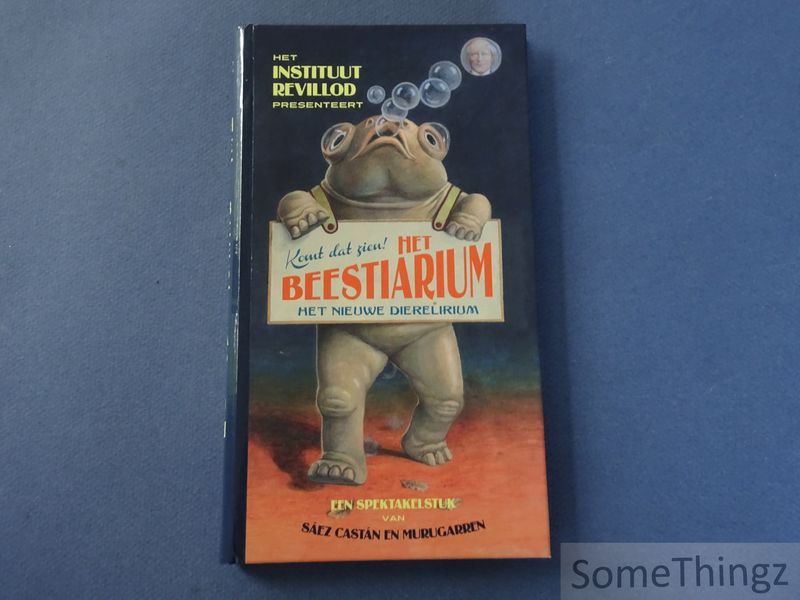 HET
INSTITUUT
REVILLOD
PRESENTEERT
Komt dat zien! HET
BEESTIARIUM
HET NIEUWE DIERELIRIUM
EEN SPEKTAKELSTUK
VAN
SÁEZ CASTÁN EN MURUGARREN
SomeThingz